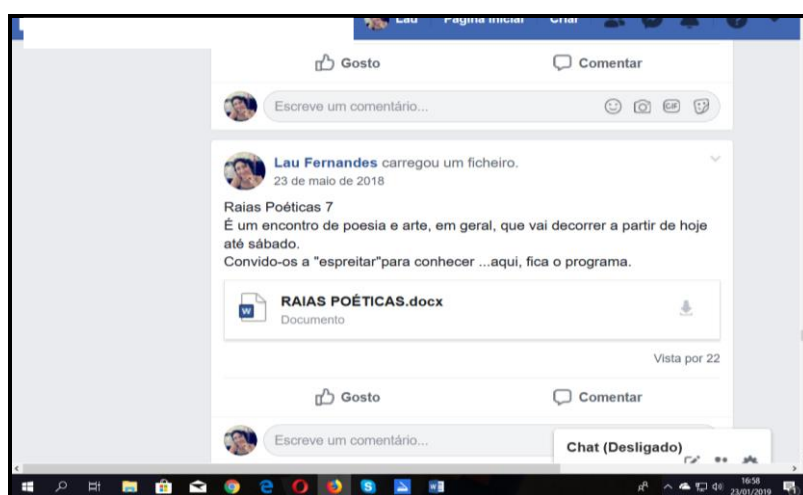 Lau Página Inicial Criar
Gosto Comentar
Escreve um comentário... GIF
Lau Fernandes carregou um ficheiro.
23 de maio de 2018
Raias Poéticas 7
É um encontro de poesia e arte, em geral, que vai decorrer a partir de hoje
até sábado.
Convido-os a "espreitar"para conhecer ...aqui, fica o programa.
W RAIAS POÉTICAS.docx
Documento
Vista por 22
Gosto Comentar
Escreve um comentário...
Chat (Desligado)
16:58
23/01/2019